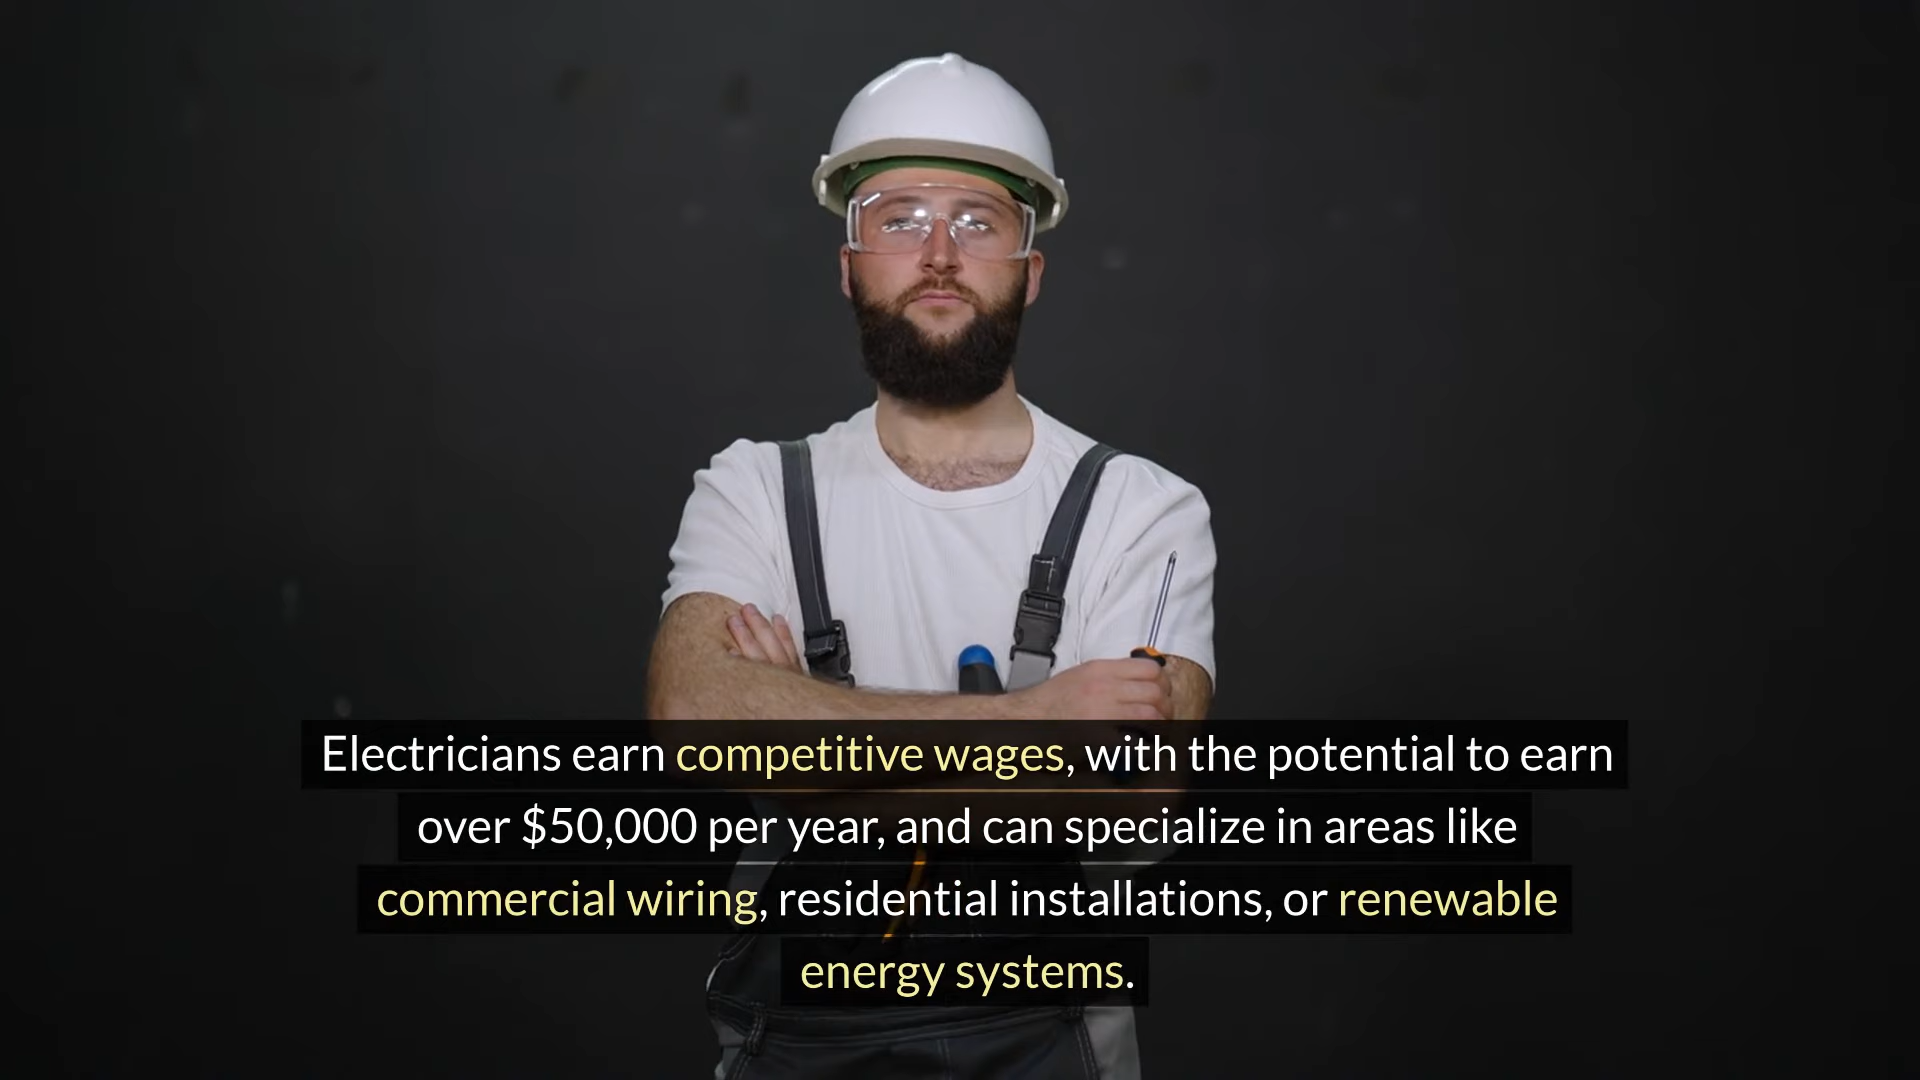 Electricians earn competitive wages, with the potential to earn
over $50,000 per year, and can specialize in areas like
commercial wiring, residential installations, or renewable
energy systems.